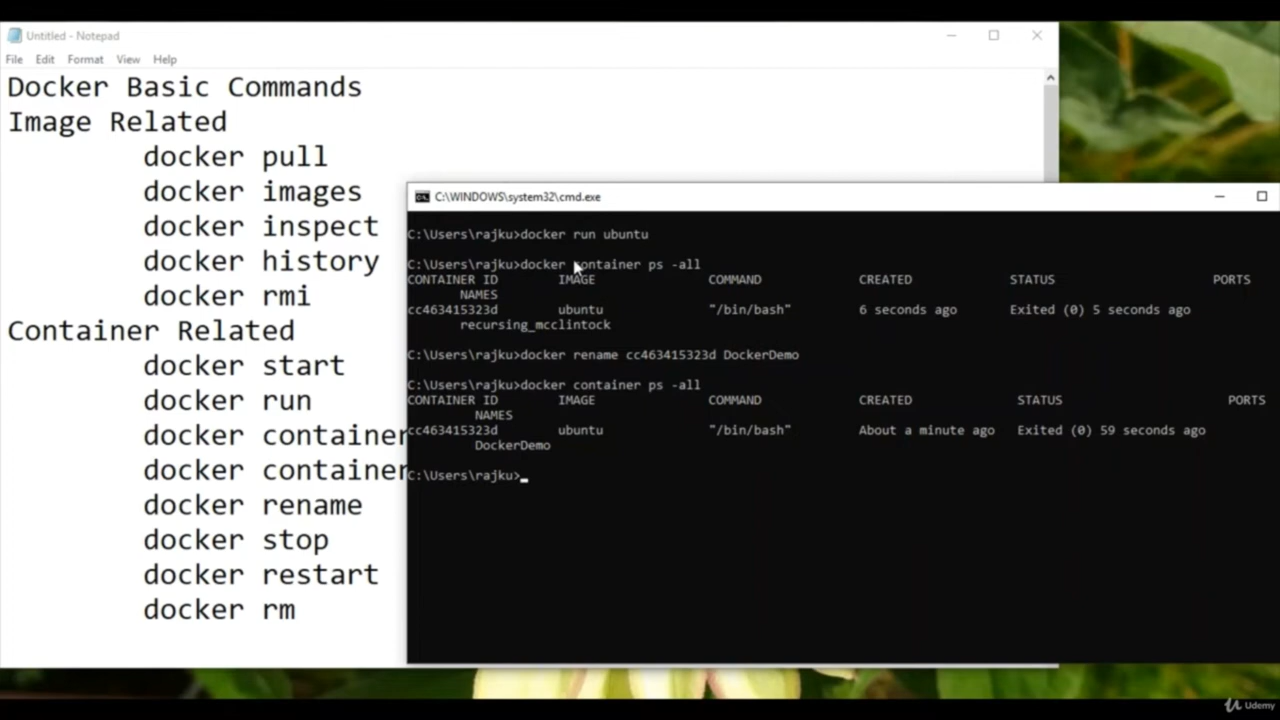 Untitled - Notepad
File Edit Format View Help
Docker Basic Commands
Image Related
docker pull
docker images
docker inspect
docker history
docker rmi
Container Related
docker start
docker run
docker container
docker container
docker rename
docker stop
docker restart
docker rm
C:\WINDOWS\system32\cmd.exe
C:\Users\rajku>docker run ubuntu
C:\Users\rajku>docker container ps -all
CONTAINER ID IMAGE COMMAND CREATED STATUS PORTS
NAMES
cc463415323d ubuntu "/bin/bash" 6 seconds ago Exited (0) 5 seconds ago
recursing_mcclintock
C:\Users\rajku>docker rename cc463415323d DockerDemo
C:\Users\rajku>docker container ps -all
CONTAINER ID IMAGE COMMAND CREATED STATUS PORTS
NAMES
cc463415323d ubuntu "/bin/bash" About a minute ago Exited (0) 59 seconds ago
DockerDemo
C:\Users\rajku>
Udemy